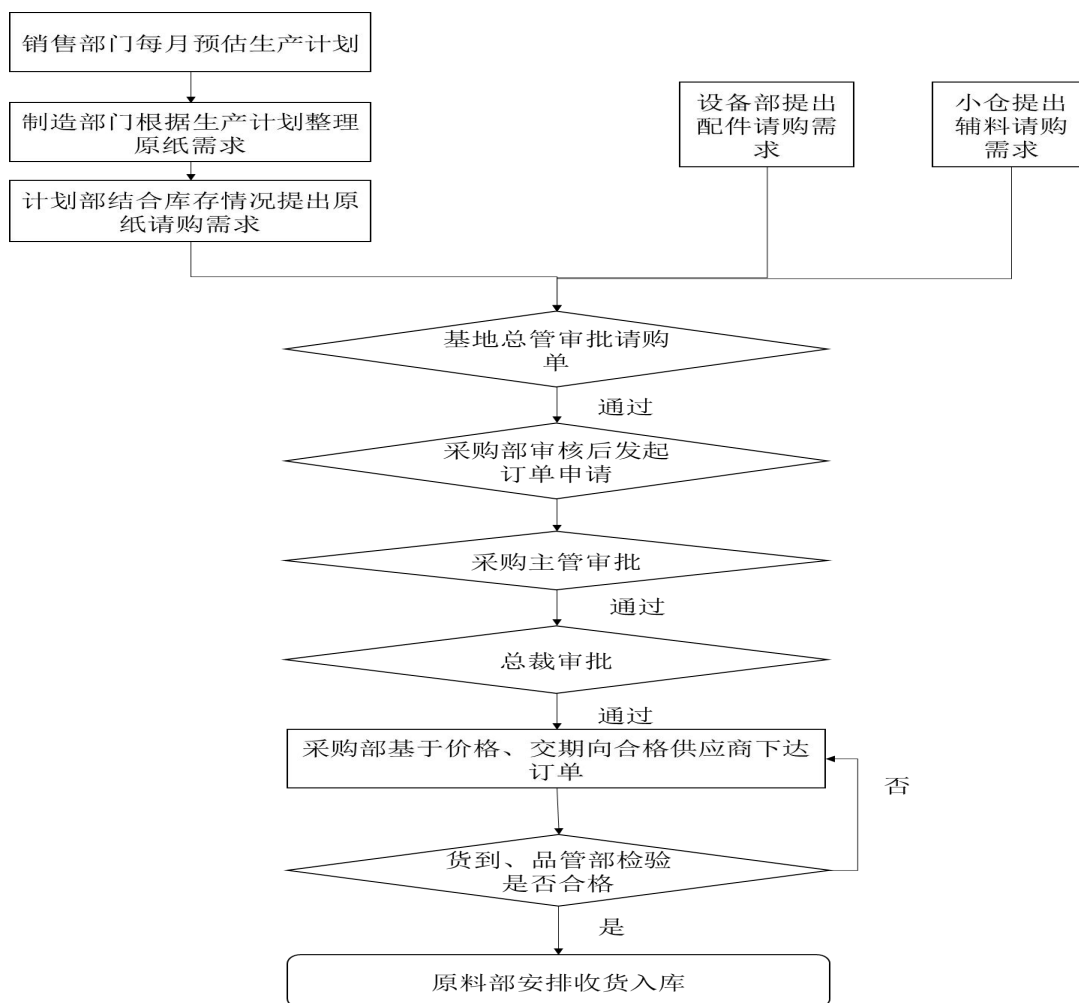 销售部门每月预估生产计划
制造部门根据生产计划整理
原纸需求
计划部结合库存情况提出原
纸请购需求
设备部提出
配件请购需
求
小仓提出
辅料请购
需求
基地总管审批请购
单
通过
采购部审核后发起
订单申请
采购主管审批
通过
总裁审批
通过
采购部基于价格、交期向合格供应商下达
订单
否
货到、品管部检验
是否合格
是
原料部安排收货入库